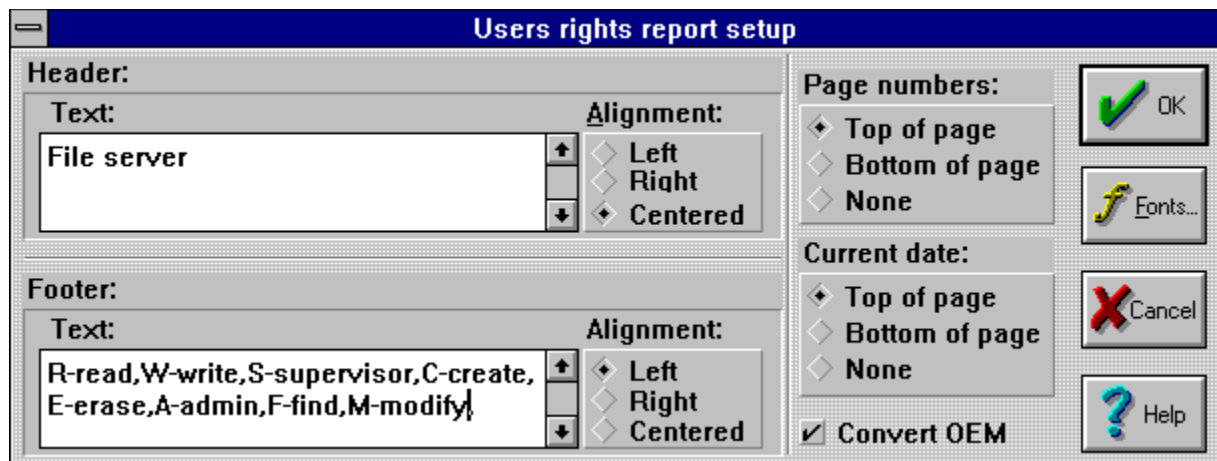 Users rights report setup
Header:
Text:
File server
Alignment:
Left
Right
Centered
Footer:
Text:
R-read,W-write,S-supervisor,C-create,
E-erase,A-admin,F-find,M-modify
Alignment:
Left
Right
Centered
Page numbers:
Top of page
Bottom of page
None
Current date:
Top of page
Bottom of page
None
Convert OEM
OK
Fonts...
Cancel
Help